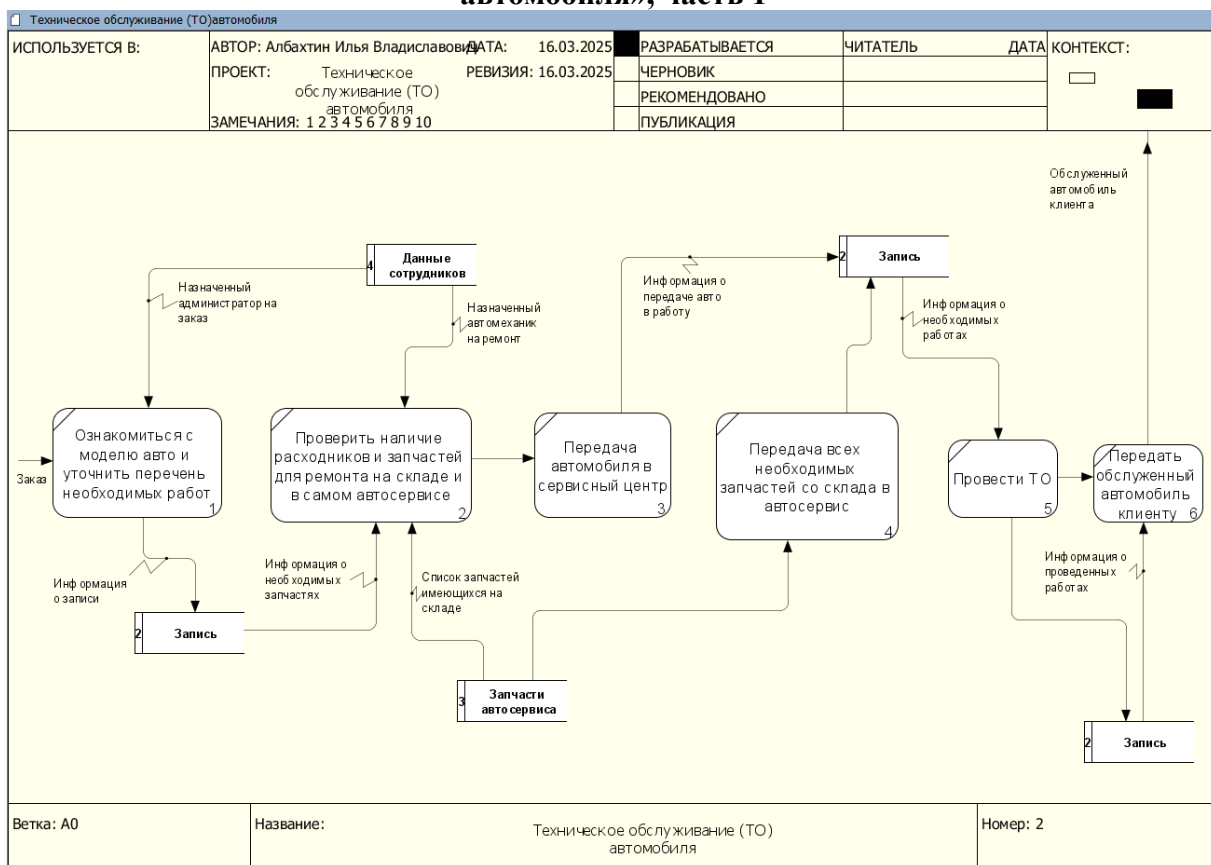 автомобиля», часть 1
Техническое обслуживание (ТО)автомобиля
ИСПОЛЬЗУЕТСЯ В:
АВТОР: Албахтин Илья Владиславович
ДАТА: 16.03.2025
РАЗРАБАТЫВАЕТСЯ
ЧИТАТЕЛЬ
ДАТА
КОНТЕКСТ:
ПРОЕКТ: Техническое
обслуживание (ТО)
автомобиля
РЕВИЗИЯ: 16.03.2025
ЧЕРНОВИК
РЕКОМЕНДОВАНО
ЗАМЕЧАНИЯ: 1 2 3 4 5 6 7 8 9 10
ПУБЛИКАЦИЯ
Обслуженный
автомобиль
клиента
4
Данные
сотрудников
2
Запись
Назначенный
администратор на
заказ
Назначенный
автомеханик
на ремонт
Информация о
передаче авто
в работу
Информация о
необходимых
работах
Заказ
Ознакомиться с
моделю авто и
уточнить перечень
необходимых работ
1
Проверить наличие
расходников и запчастей
для ремонта на складе и
в самом автосервисе
2
Передача
автомобиля в
сервисный центр
3
Передача всех
необходимых
запчастей со склада в
автосервис
4
Провести ТО
5
Передать
обслуженный
автомобиль
клиенту 6
Информация
о записи
Информация о
необходимых
запчастях
Список запчастей
имеющихся на
складе
Информация о
проведенных
работах
2
Запись
3
Запчасти
автосервиса
2
Запись
Ветка: A0
Название:
Техническое обслуживание (ТО)
автомобиля
Номер: 2